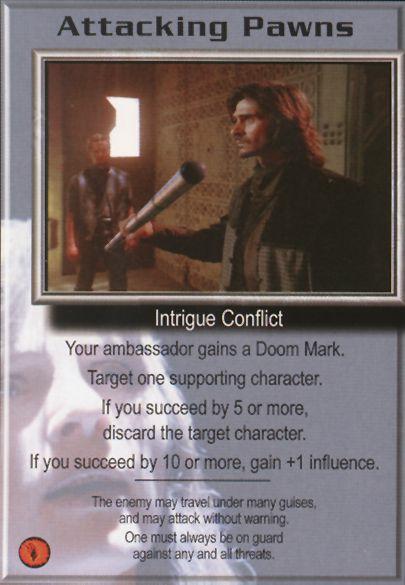 Attacking Pawns
Intrigue Conflict
Your ambassador gains a Doom Mark.
Target one supporting character.
If you succeed by 5 or more,
discard the target character.
If you succeed by 10 or more, gain +1 influence.
The enemy may travel under many guises,
and may attack without warning.
One must always be on guard
against any and all threats.